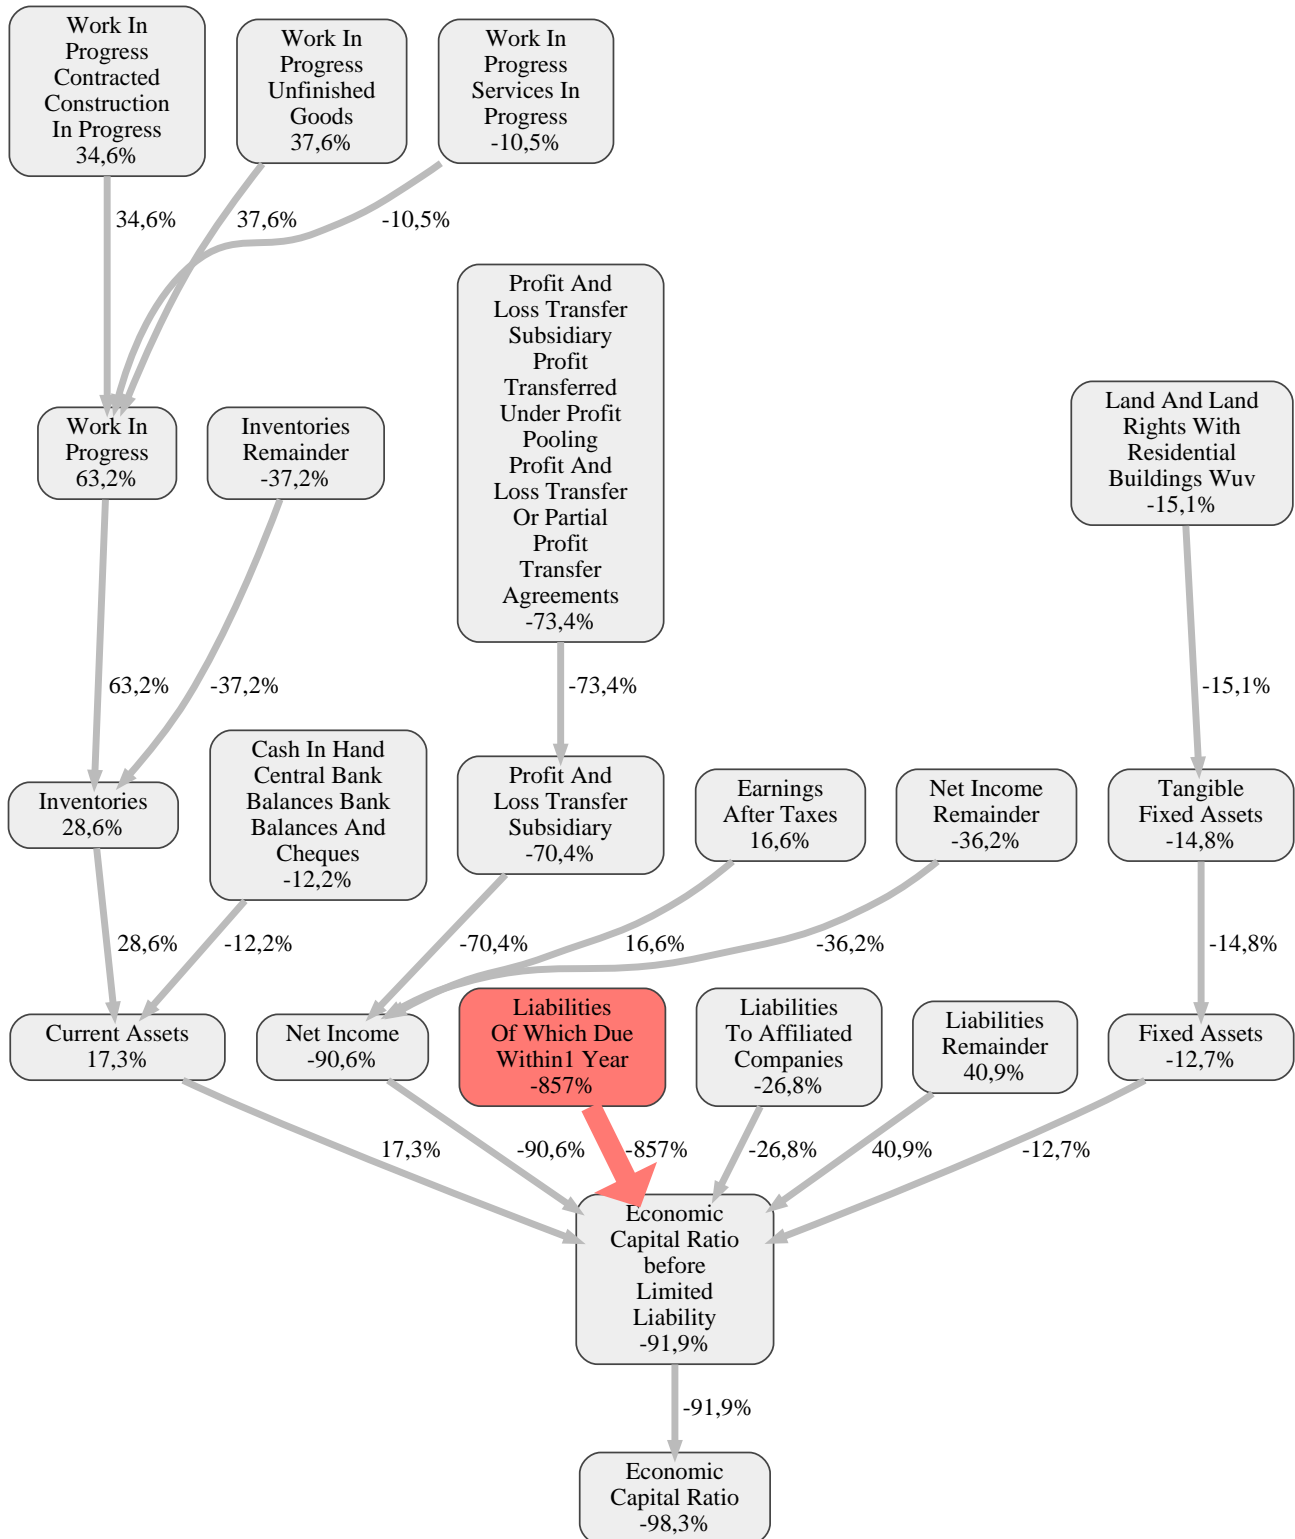 Work In
Progress
Contracted
Construction
In Progress
34,6%
Work In
Progress
Unfinished
Goods
37,6%
Work In
Progress
Services In
Progress
-10,5%
34,6%
37,6%
-10,5%
Profit And
Loss Transfer
Subsidiary
Profit
Transferred
Under Profit
Pooling
Profit And
Loss Transfer
Or Partial
Profit
Transfer
Agreements
-73,4%
Work In
Progress
63,2%
Inventories
Remainder
-37,2%
Land And Land
Rights With
Residential
Buildings Wuv
-15,1%
63,2%
-37,2%
-73,4%
-15,1%
Inventories
28,6%
Cash In Hand
Central Bank
Balances Bank
Balances And
Cheques
-12,2%
Profit And
Loss Transfer
Subsidiary
-70,4%
Earnings
After Taxes
16,6%
Net Income
Remainder
-36,2%
Tangible
Fixed Assets
-14,8%
28,6%
-12,2%
-70,4%
16,6%
-36,2%
-14,8%
Current Assets
17,3%
Net Income
-90,6%
Liabilities
Of Which Due
Within1 Year
-857%
Liabilities
To Affiliated
Companies
-26,8%
Liabilities
Remainder
40,9%
Fixed Assets
-12,7%
17,3%
-90,6%
-857%
-26,8%
40,9%
-12,7%
Economic
Capital Ratio
before
Limited
Liability
-91,9%
-91,9%
Economic
Capital Ratio
-98,3%